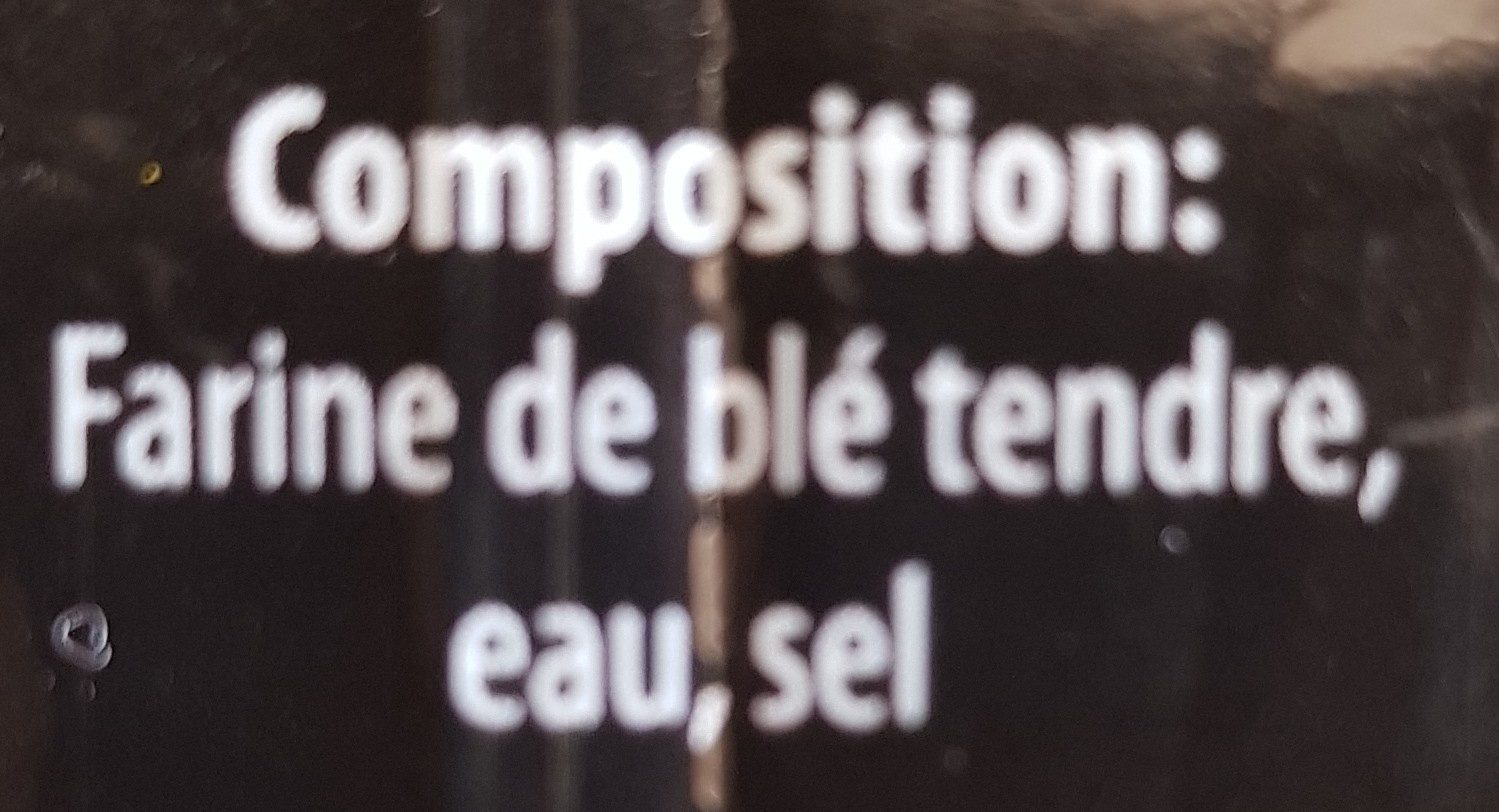 Composition:
Farine de blé tendre,
eau, sel